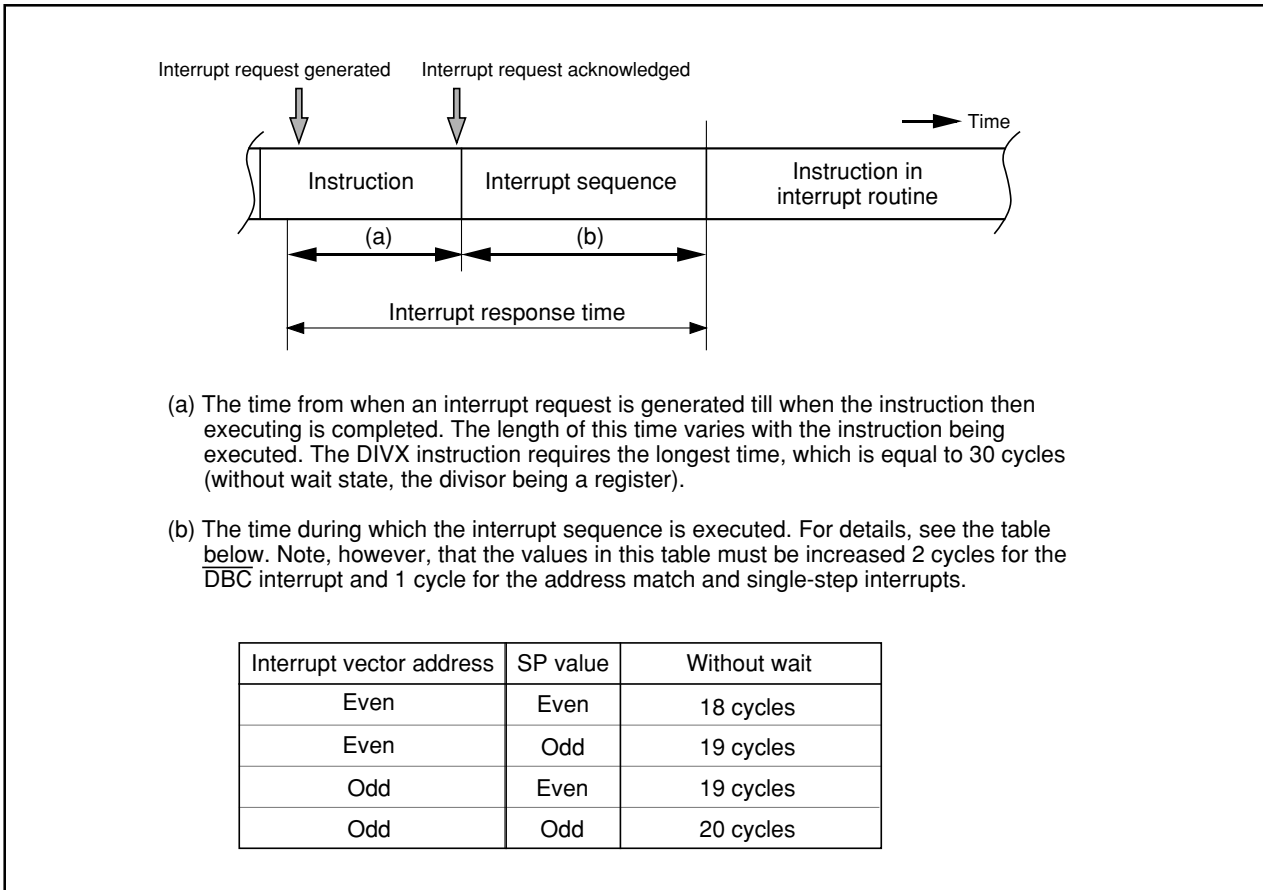 Interrupt request generated
Interrupt request acknowledged
Time
Instruction
Interrupt sequence
Instruction in
interrupt routine
(a)
(b)
Interrupt response time
(a) The time from when an interrupt request is generated till when the instruction then
executing is completed. The length of this time varies with the instruction being
executed. The DIVX instruction requires the longest time, which is equal to 30 cycles
(without wait state, the divisor being a register).
(b) The time during which the interrupt sequence is executed. For details, see the table
below. Note, however, that the values in this table must be increased 2 cycles for the
DBC interrupt and 1 cycle for the address match and single-step interrupts.
Interrupt vector address SP value Without wait
Even Even 18 cycles
Even Odd 19 cycles
Odd Even 19 cycles
Odd Odd 20 cycles